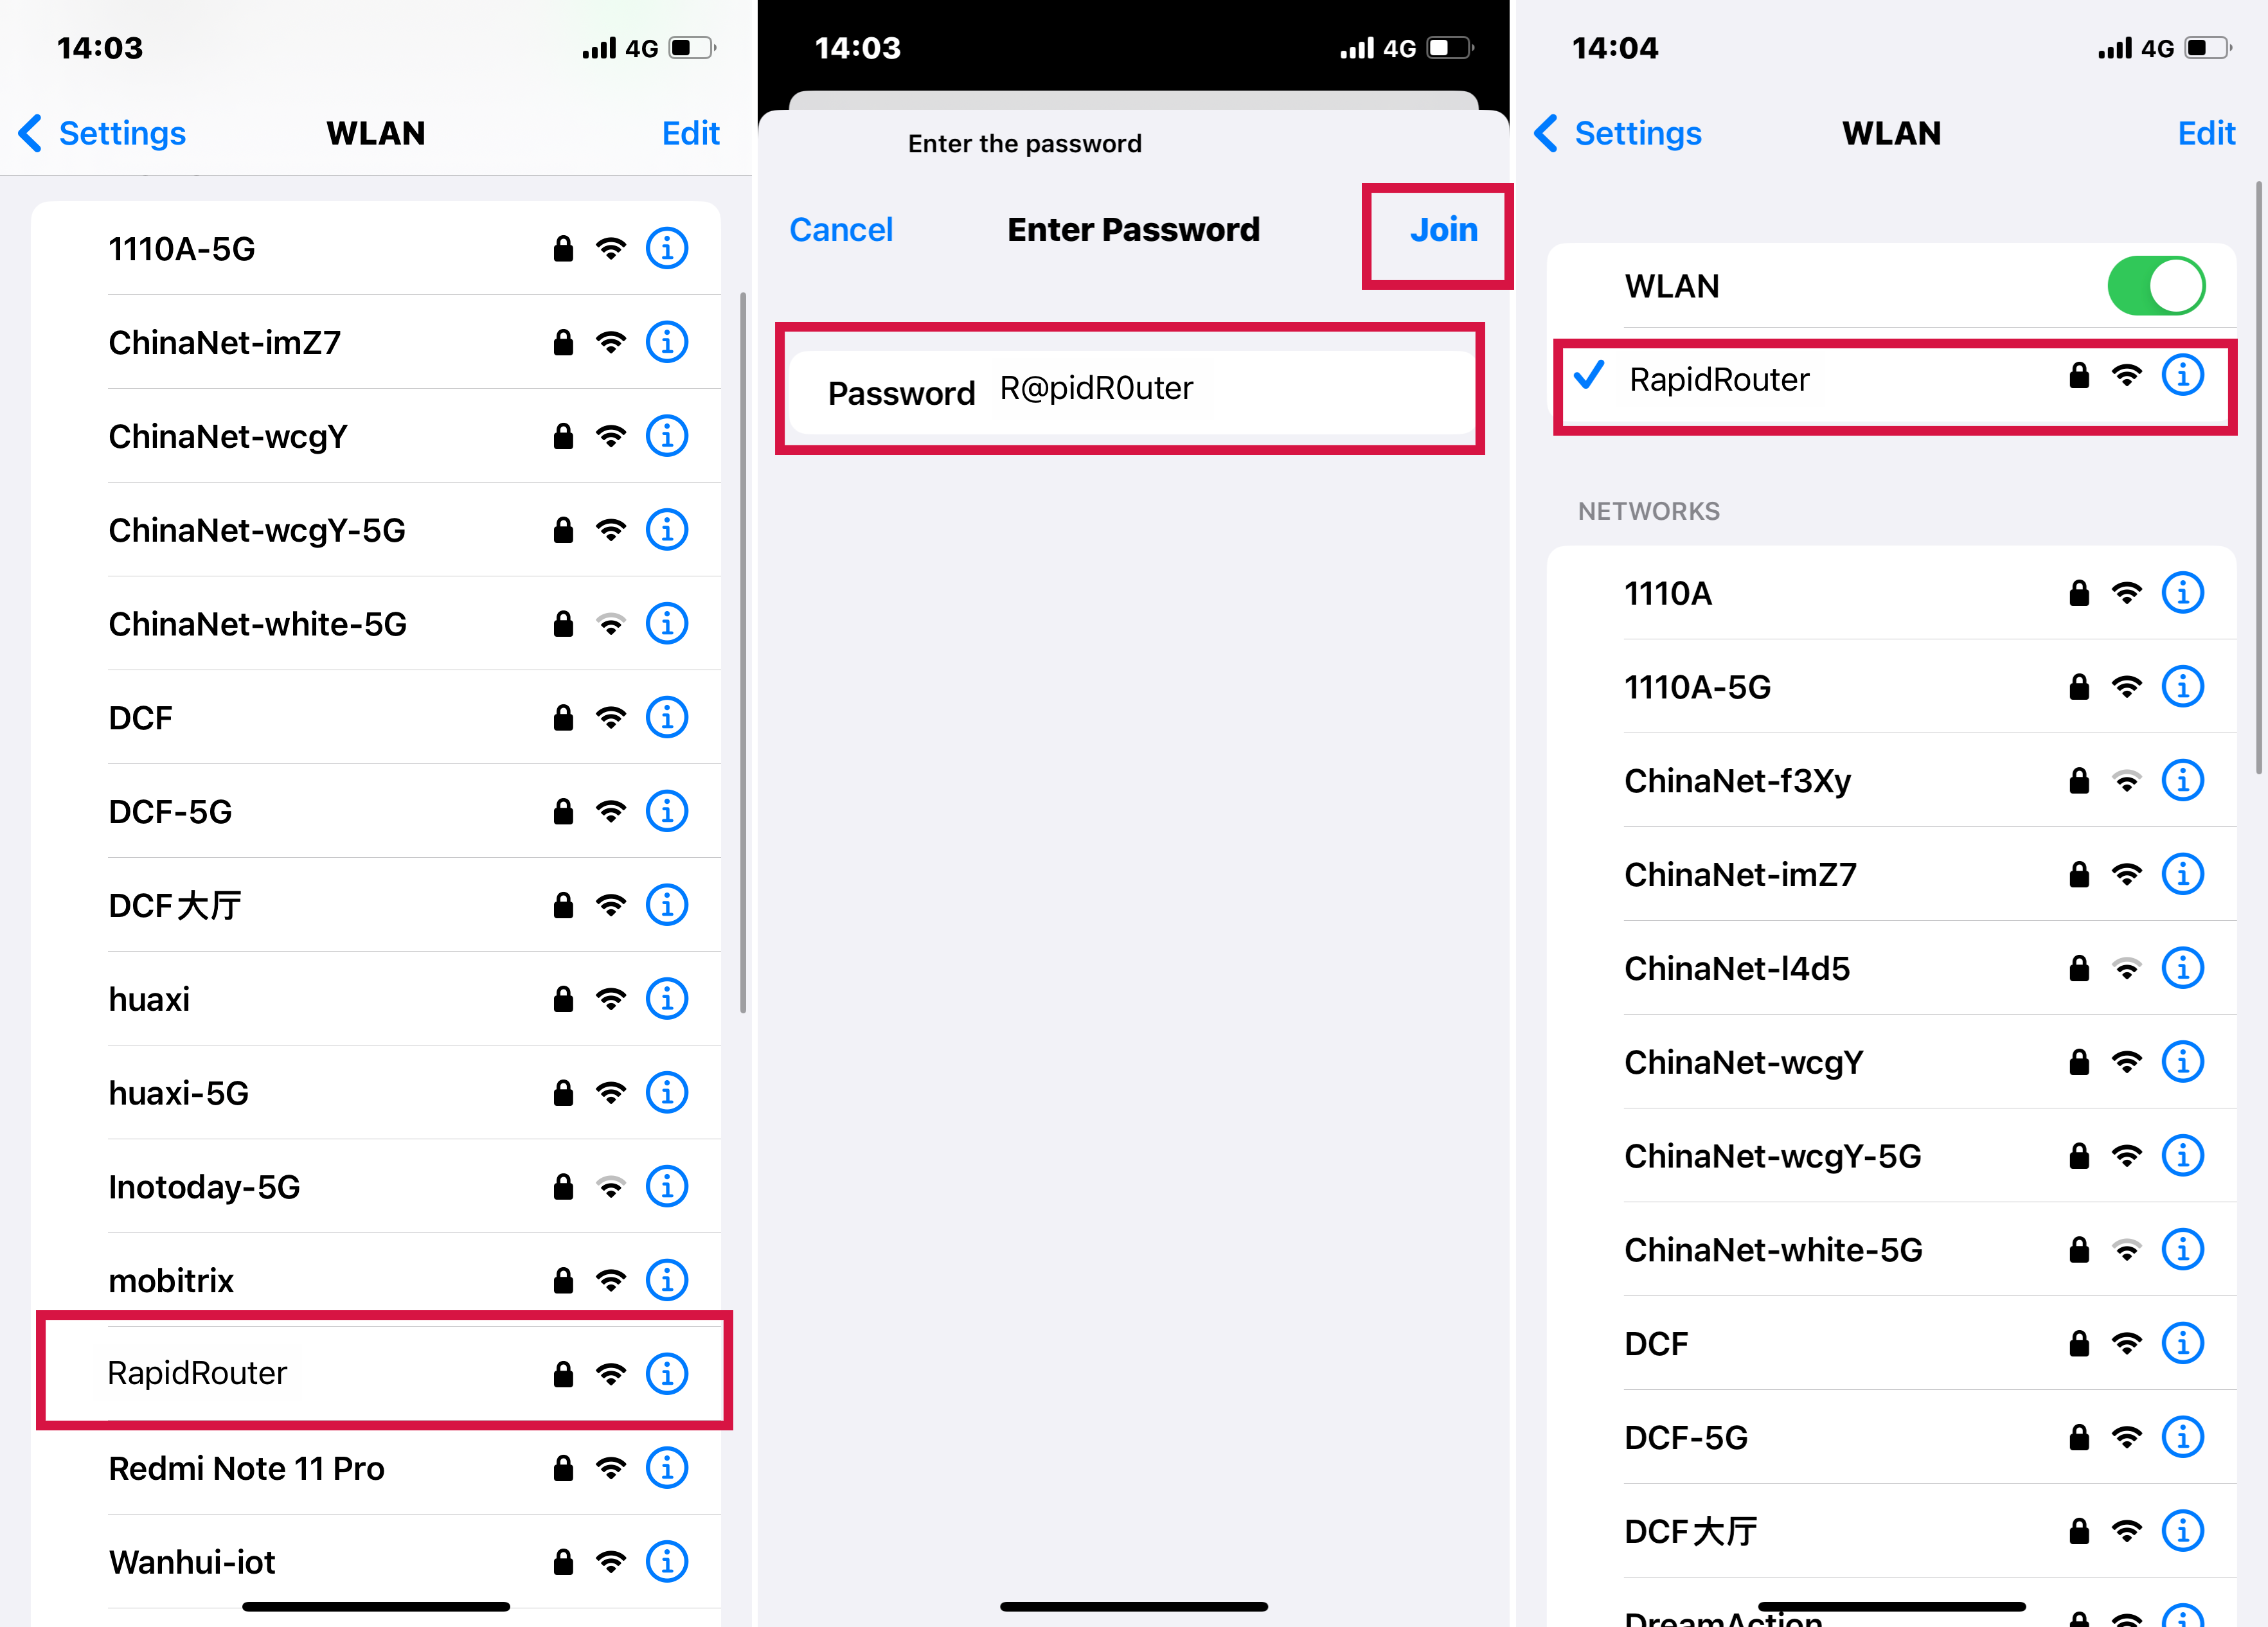 14:03
4G
Settings
WLAN
Edit
1110A-5G
ChinaNet-imZ7
ChinaNet-wcgY
ChinaNet-wcgY-5G
ChinaNet-white-5G
DCF
DCF-5G
DCF大厅
huaxi
huaxi-5G
Inotoday-5G
mobitrix
RapidRouter
Redmi Note 11 Pro
Wanhui-iot
14:03
4G
Enter the password
Cancel
Enter Password
Join
Password R@pidR0uter
14:04
4G
Settings
WLAN
Edit
WLAN
RapidRouter
NETWORKS
1110A
1110A-5G
ChinaNet-f3Xy
ChinaNet-imZ7
ChinaNet-l4d5
ChinaNet-wcgY
ChinaNet-wcgY-5G
ChinaNet-white-5G
DCF
DCF-5G
DCF大厅
DreamAction